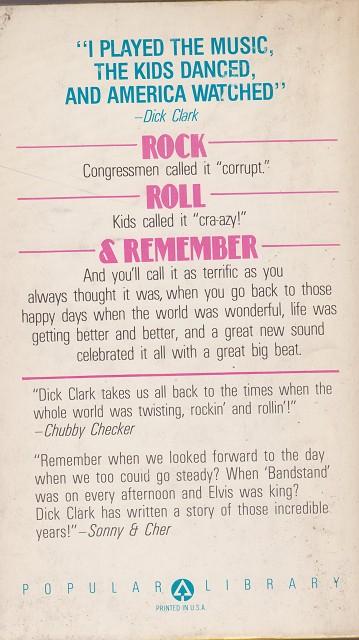 "I PLAYED THE MUSIC,
THE KIDS DANCED,
AND AMERICA WATCHED"
—Dick Clark
ROCK
Congressmen called it "corrupt."
ROLL
Kids called it "cra-azy!"
& REMEMBER
And you'll call it as terrific as you
always thought it was, when you go back to those
happy days when the world was wonderful, life was
getting better and better, and a great new sound
celebrated it all with a great big beat.
"Dick Clark takes us all back to the times when the
whole world was twisting, rockin' and rollin'!"
—Chubby Checker
"Remember when we looked forward to the day
when we too could go steady? When 'Bandstand'
was on every afternoon and Elvis was king?
Dick Clark has written a story of those incredible
years!"—Sonny & Cher
POPULAR LIBRARY
PRINTED IN U.S.A.